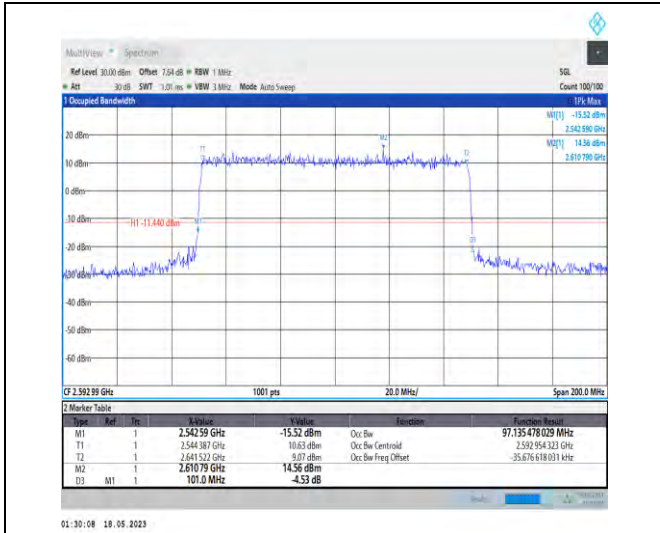 MultiView Spectrum
Ref Level 30.00 dBm Offset 7.64 dB RBW 1 MHz SGL
Att 30 dB SWT 1.01 ms VBW 3 MHz Mode Auto Sweep Count 100/100
1 Occupied Bandwidth 1Pk Max
M1[1] -15.52 dBm
2.542 590 GHz
M2[1] 14.56 dBm
2.610 790 GHz
20 dBm
M2
T1
T2
10 dBm
0 dBm
-10 dBm
H1 -11.440 dBm
M1
D3
-20 dBm
-30 dBm
-40 dBm
-50 dBm
-60 dBm
CF 2.592 99 GHz 1001 pts 20.0 MHz/ Span 200.0 MHz
2 Marker Table
Type Ref Trc X-Value Y-Value Function Function Result
M1 1 2.542 59 GHz -15.52 dBm Occ Bw 97.135 478 029 MHz
T1 1 2.544 387 GHz 10.63 dBm Occ Bw Centroid 2.592 954 323 GHz
T2 1 2.641 522 GHz 9.07 dBm Occ Bw Freq Offset -35.676 618 031 kHz
M2 1 2.610 79 GHz 14.56 dBm
D3 M1 1 101.0 MHz -4.53 dB
01:30:08 18.05.2023